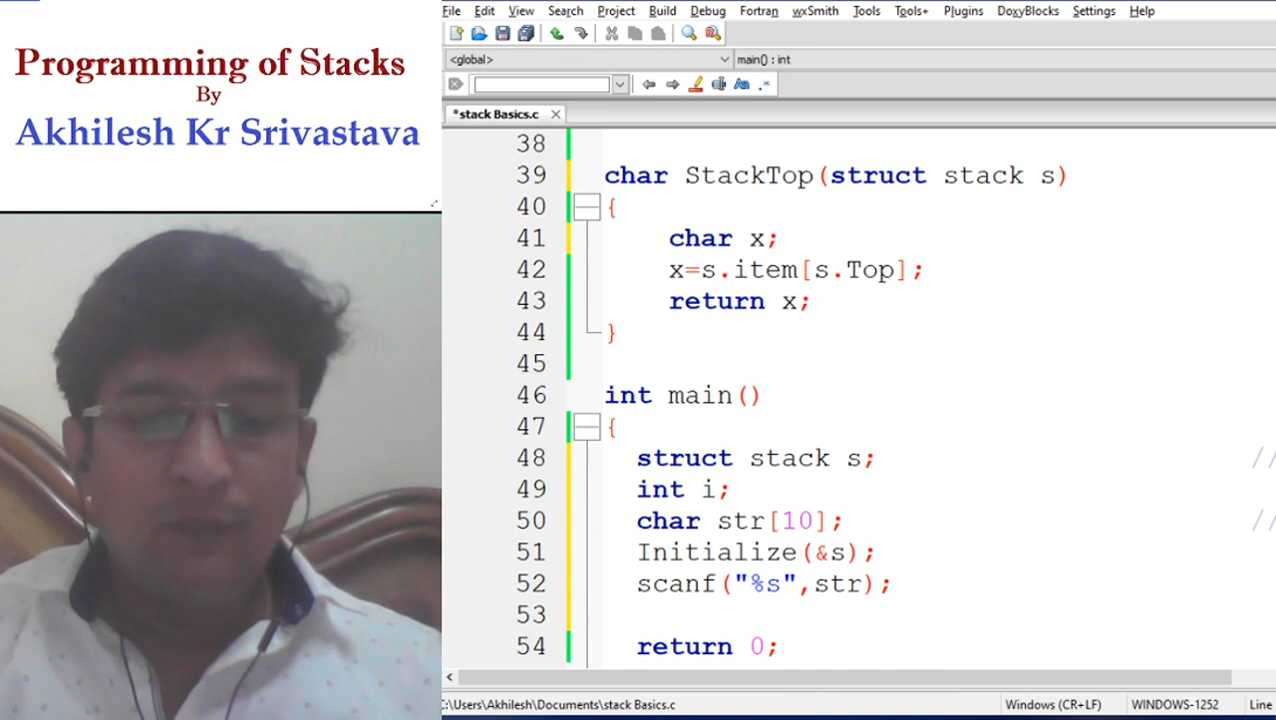 Programming of Stacks
By
Akhilesh Kr Srivastava
File Edit View Search Project Build Debug Fortran wxSmith Tools Tools+ Plugins DoxyBlocks Settings Help
<global> main() : int
*stack Basics.c
38
39 char StackTop(struct stack s)
40 {
41 char x;
42 x=s.item[s.Top];
43 return x;
44 }
45
46 int main()
47 {
48 struct stack s; //
49 int i;
50 char str[10]; //
51 Initialize(&s);
52 scanf("%s",str);
53
54 return 0;
:\Users\Akhilesh\Documents\stack Basics.c Windows (CR+LF) WINDOWS-1252 Line